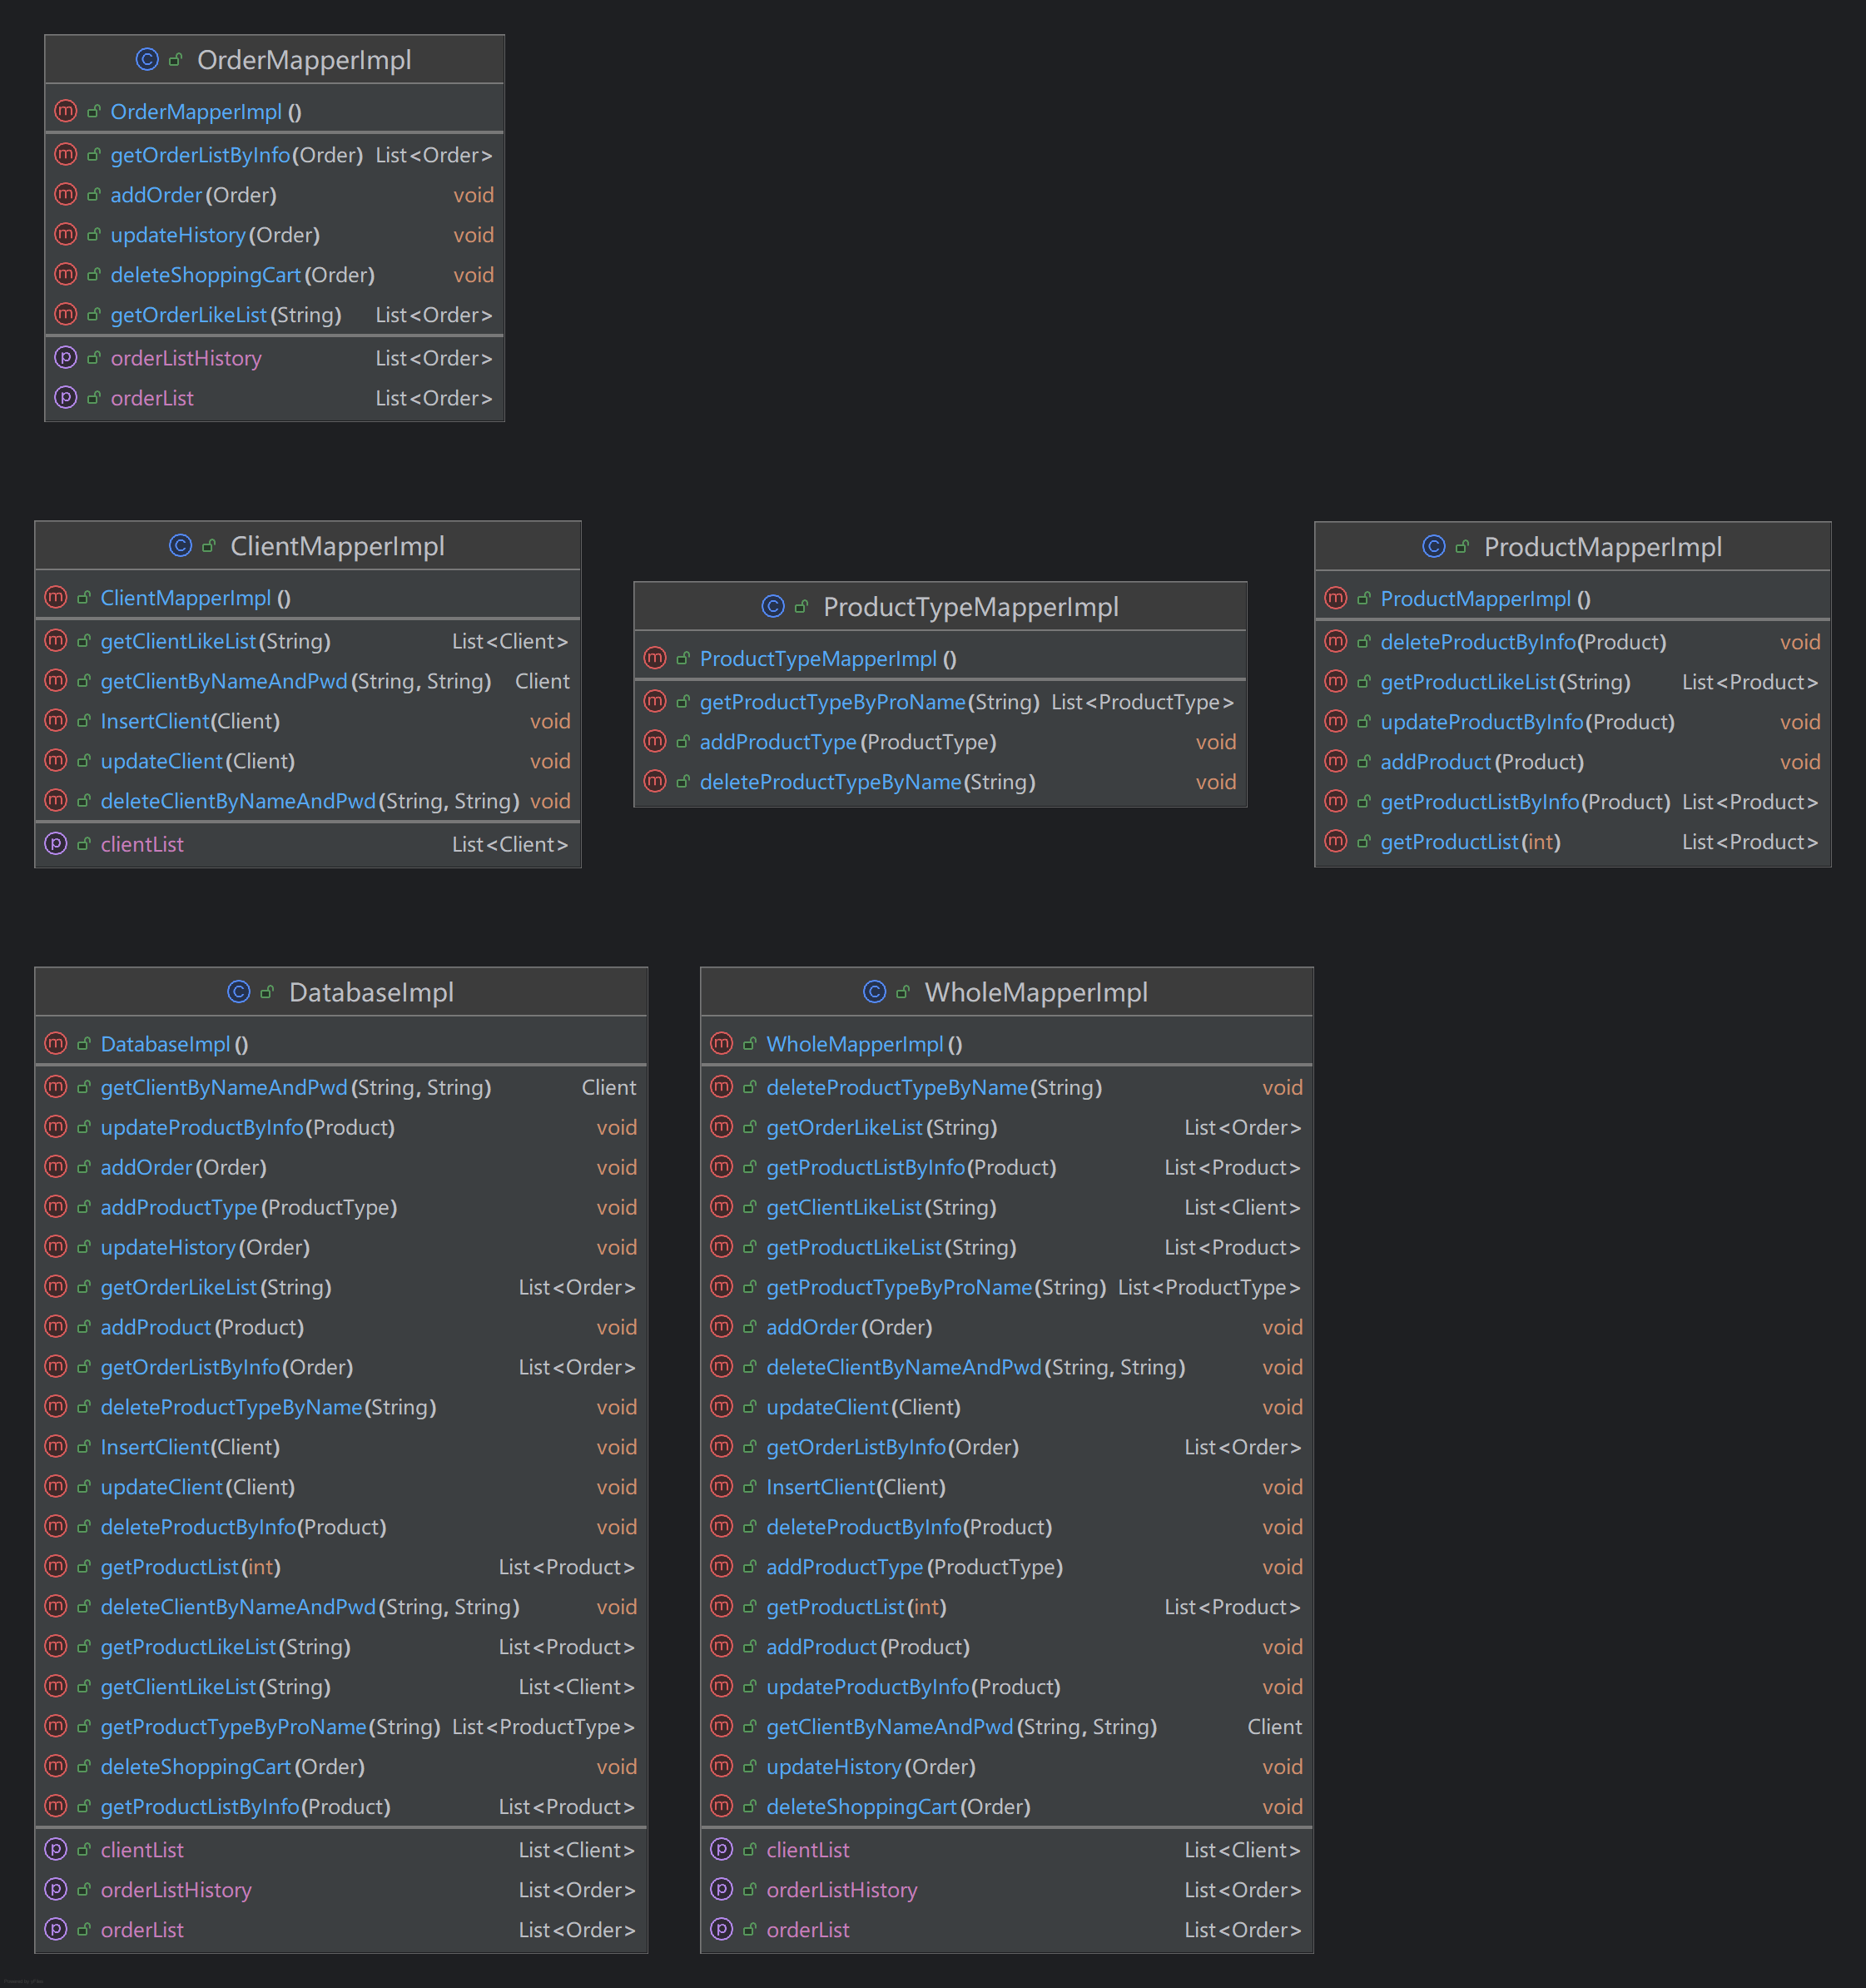 OrderMapperImpl
OrderMapperImpl ()
getOrderListByInfo(Order) List<Order>
addOrder(Order) void
updateHistory(Order) void
deleteShoppingCart(Order) void
getOrderLikeList(String) List<Order>
orderListHistory List<Order>
orderList List<Order>
ClientMapperImpl
ClientMapperImpl ()
getClientLikeList(String) List<Client>
getClientByNameAndPwd(String, String) Client
InsertClient(Client) void
updateClient(Client) void
deleteClientByNameAndPwd(String, String) void
clientList List<Client>
ProductTypeMapperImpl
ProductTypeMapperImpl ()
getProductTypeByProName(String) List<ProductType>
addProductType(ProductType) void
deleteProductTypeByName(String) void
ProductMapperImpl
ProductMapperImpl ()
deleteProductByInfo(Product) void
getProductLikeList(String) List<Product>
updateProductByInfo(Product) void
addProduct(Product) void
getProductListByInfo(Product) List<Product>
getProductList(int) List<Product>
DatabaseImpl
DatabaseImpl()
getClientByNameAndPwd(String, String) Client
updateProductByInfo(Product) void
addOrder(Order) void
addProductType(ProductType) void
updateHistory(Order) void
getOrderLikeList(String) List<Order>
addProduct(Product) void
getOrderListByInfo(Order) List<Order>
deleteProductTypeByName(String) void
InsertClient(Client) void
updateClient(Client) void
deleteProductByInfo(Product) void
getProductList(int) List<Product>
deleteClientByNameAndPwd(String, String) void
getProductLikeList(String) List<Product>
getClientLikeList(String) List<Client>
getProductTypeByProName(String) List<ProductType>
deleteShoppingCart(Order) void
getProductListByInfo(Product) List<Product>
clientList List<Client>
orderListHistory List<Order>
orderList List<Order>
WholeMapperImpl
WholeMapperImpl()
deleteProductTypeByName(String) void
getOrderLikeList(String) List<Order>
getProductListByInfo(Product) List<Product>
getClientLikeList(String) List<Client>
getProductLikeList(String) List<Product>
getProductTypeByProName(String) List<ProductType>
addOrder(Order) void
deleteClientByNameAndPwd(String, String) void
updateClient(Client) void
getOrderListByInfo(Order) List<Order>
InsertClient(Client) void
deleteProductByInfo(Product) void
addProductType(ProductType) void
getProductList(int) List<Product>
addProduct(Product) void
updateProductByInfo(Product) void
getClientByNameAndPwd(String, String) Client
updateHistory(Order) void
deleteShoppingCart(Order) void
clientList List<Client>
orderListHistory List<Order>
orderList List<Order>